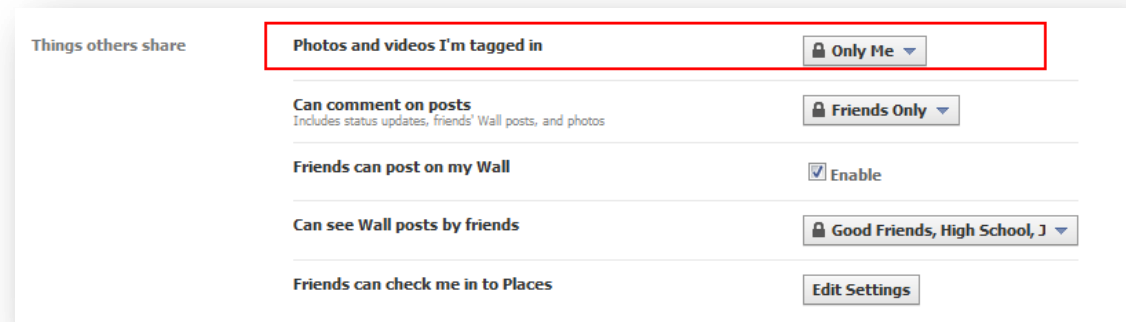 Things others share
Photos and videos I'm tagged in
Only Me
Can comment on posts
Includes status updates, friends' Wall posts, and photos
Friends Only
Friends can post on my Wall
Enable
Can see Wall posts by friends
Good Friends, High School, J
Friends can check me in to Places
Edit Settings